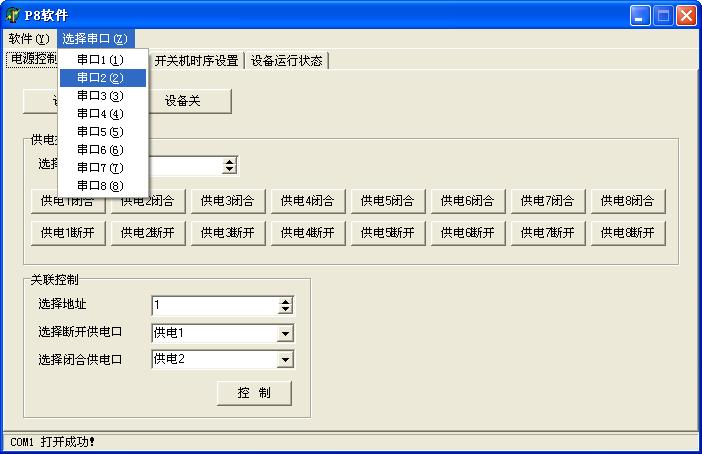 P8软件
软件(Y) 选择串口(Z)
电源控制 开关机时序设置 设备运行状态
串口1(1)
串口2(2)
串口3(3)
串口4(4)
串口5(5)
串口6(6)
串口7(7)
串口8(8)
设备关
供电
选择
供电1闭合 供电2闭合 供电3闭合 供电4闭合 供电5闭合 供电6闭合 供电7闭合 供电8闭合
供电1断开 供电2断开 供电3断开 供电4断开 供电5断开 供电6断开 供电7断开 供电8断开
关联控制
选择地址 1
选择断开供电口 供电1
选择闭合供电口 供电2
控 制
COM1 打开成功!